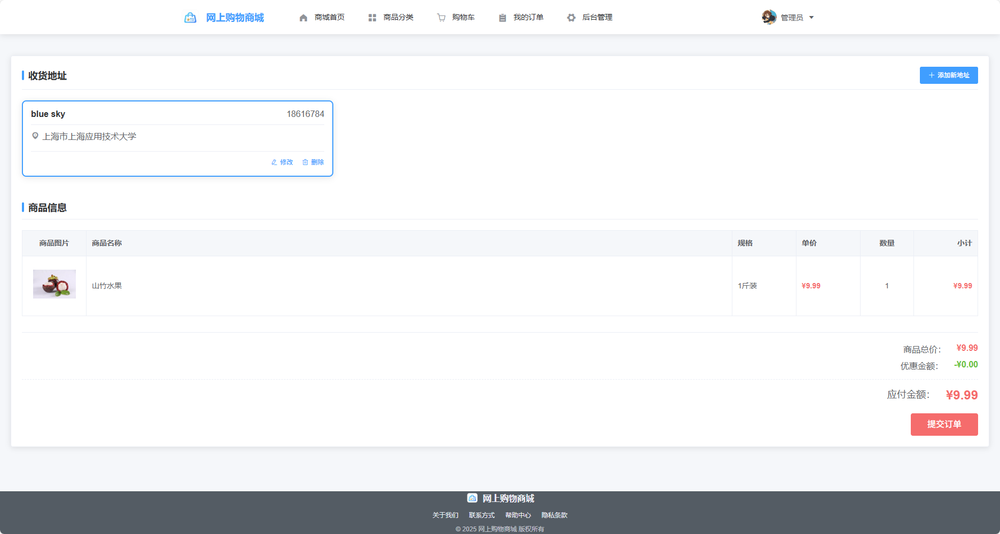 网上购物商城 商城首页 商品分类 购物车 我的订单 后台管理 管理员
收货地址 添加新地址
blue sky 18616784
上海市上海应用技术大学
修改 删除
商品信息
商品图片 商品名称 规格 单价 数量 小计
山竹水果 1斤装 ¥9.99 1 ¥9.99
商品总价： ¥9.99
优惠金额： -¥0.00
应付金额： ¥9.99
提交订单
网上购物商城
关于我们 联系方式 帮助中心 隐私条款
© 2025 网上购物商城 版权所有